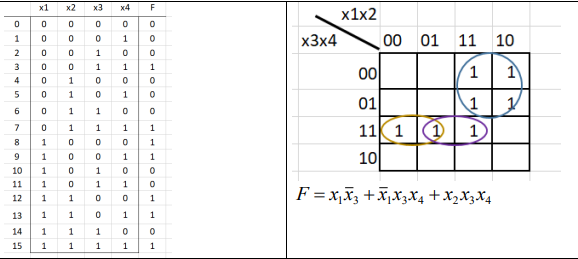 x1 x2 x3 x4 F
0 0 0 0 0 0
1 0 0 0 1 0
2 0 0 1 0 0
3 0 0 1 1 1
4 0 1 0 0 0
5 0 1 0 1 0
6 0 1 1 0 0
7 0 1 1 1 1
8 1 0 0 0 1
9 1 0 0 1 1
10 1 0 1 0 0
11 1 0 1 1 0
12 1 1 0 0 1
13 1 1 0 1 1
14 1 1 1 0 0
15 1 1 1 1 1
x1x2
x3x4 00 01 11 10
00 1 1
01 1 1
11 1 1 1
10
F = x₁x̄₃ + x̄₁x₃x₄ + x₂x₃x₄